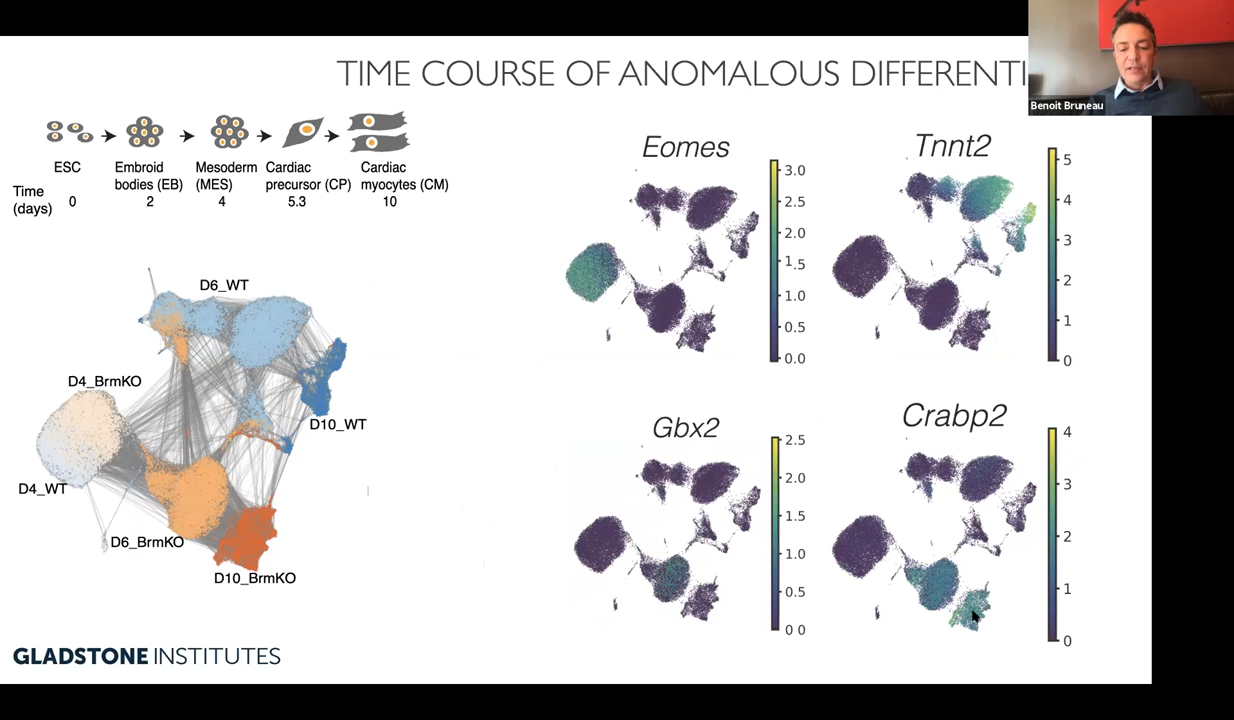 TIME COURSE OF ANOMALOUS DIFFERENTI
Benoit Bruneau
ESC
Embroid bodies (EB)
Mesoderm (MES)
Cardiac precursor (CP)
Cardiac myocytes (CM)
Time (days)
0
2
4
5.3
10
D6_WT
D4_BrmKO
D10_WT
D4_WT
D6_BrmKO
D10_BrmKO
Eomes
3.0
2.5
2.0
1.5
1.0
0.5
0.0
Tnnt2
5
4
3
2
1
0
Gbx2
2.5
2.0
1.5
1.0
0.5
0 0
Crabp2
4
3
2
1
0
GLADSTONE INSTITUTES